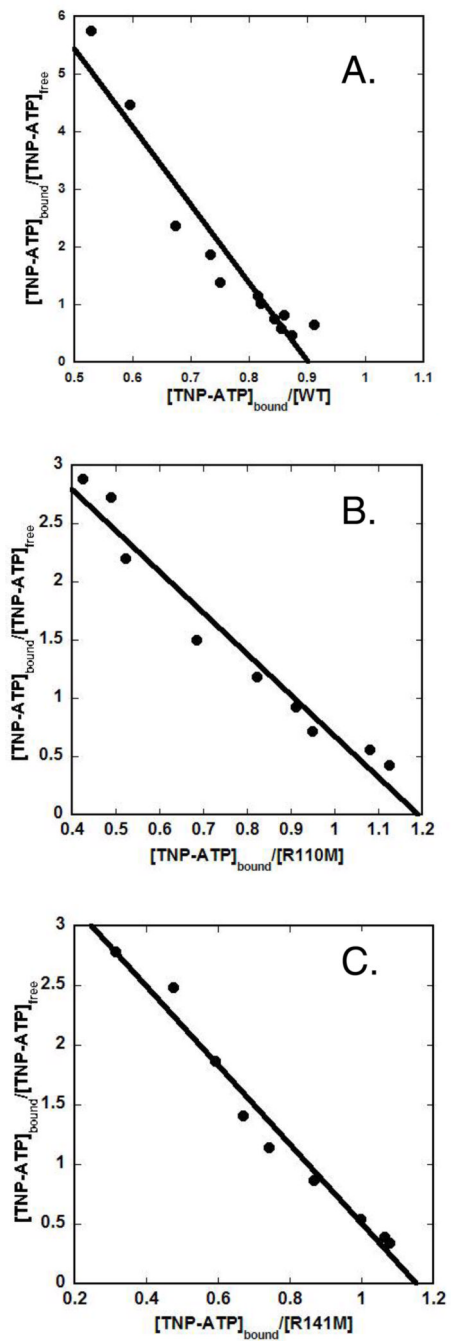 A.
[TNP-ATP]bound/[TNP-ATP]free
6
5
4
3
2
1
0
0.5 0.6 0.7 0.8 0.9 1 1.1
[TNP-ATP]bound/[WT]
B.
[TNP-ATP]bound/[TNP-ATP]free
3
2.5
2
1.5
1
0.5
0
0.4 0.5 0.6 0.7 0.8 0.9 1 1.1 1.2
[TNP-ATP]bound/[R110M]
C.
[TNP-ATP]bound/[TNP-ATP]free
3
2.5
2
1.5
1
0.5
0
0.2 0.4 0.6 0.8 1 1.2
[TNP-ATP]bound/[R141M]